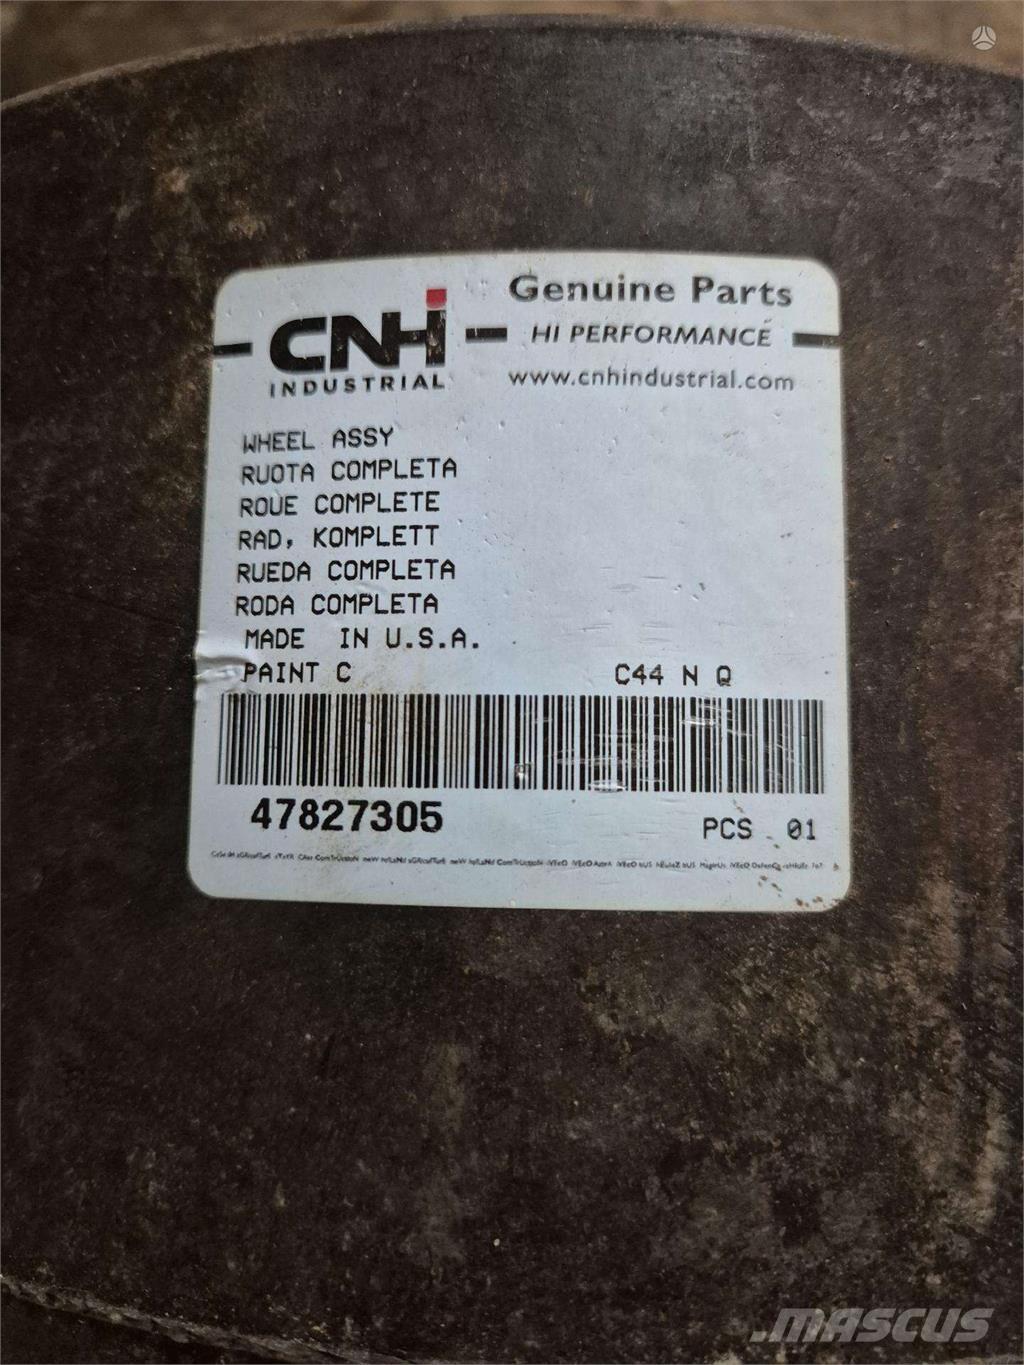 CNH
INDUSTRIAL
Genuine Parts
HI PERFORMANCE
www.cnhindustrial.com
WHEEL ASSY
RUOTA COMPLETA
ROUE COMPLETE
RAD, KOMPLETT
RUEDA COMPLETA
RODA COMPLETA
MADE IN U.S.A.
PAINT C C44 N Q
47827305
PCS 01
MASCUS